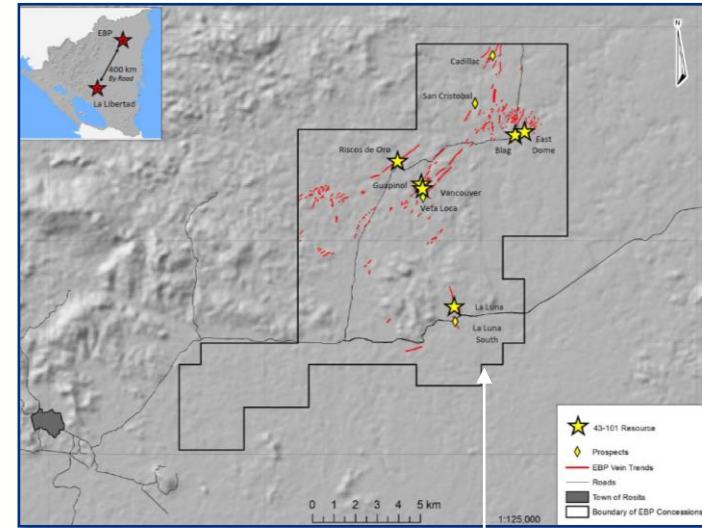 EBP
400 km
By Road
La Libertad
N
Cadillac
San Cristobal
East
Dome
Blag
Riscos de Oro
Guapinol
Vancouver
Veta Loca
La Luna
La Luna
South
43-101 Resource
Prospects
EBP Vein Trends
Roads
Town of Rosita
Boundary of EBP Concessions
0 1 2 3 4 5 km
1:125,000